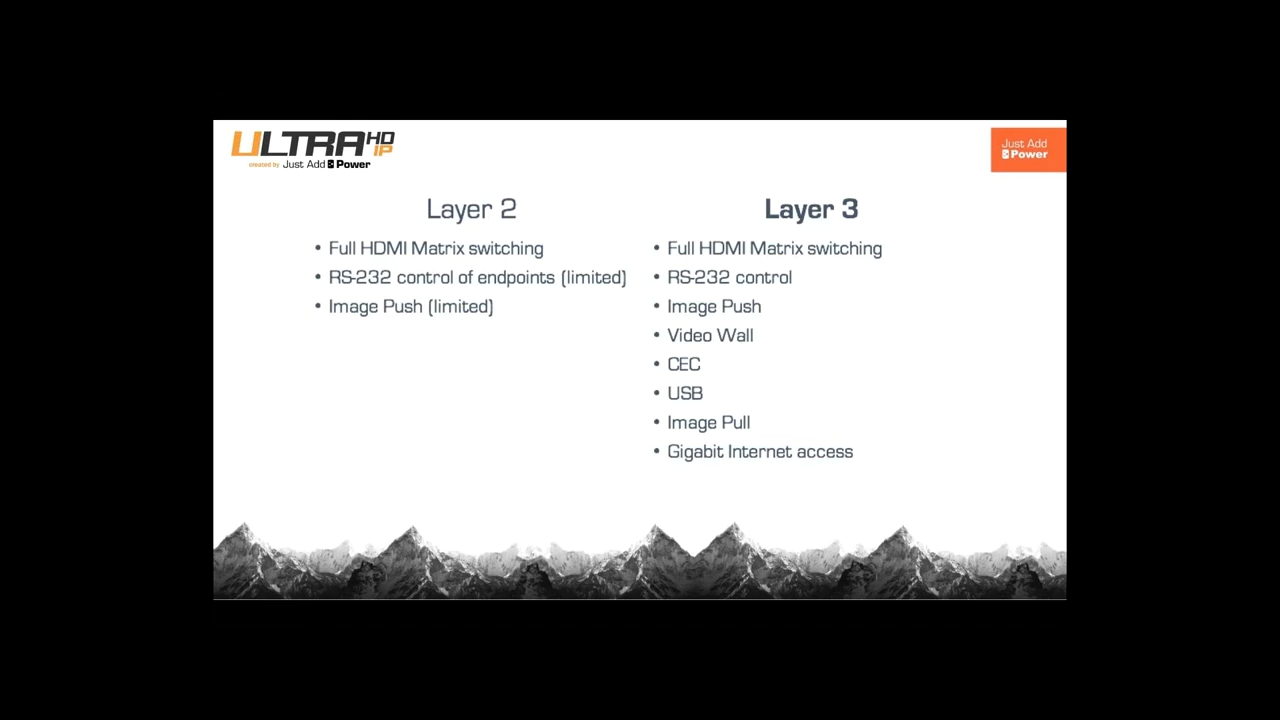 ULTRA HD IP
created by Just Add Power
Just Add
Power
Layer 2
• Full HDMI Matrix switching
• RS-232 control of endpoints (limited)
• Image Push (limited)
Layer 3
• Full HDMI Matrix switching
• RS-232 control
• Image Push
• Video Wall
• CEC
• USB
• Image Pull
• Gigabit Internet access